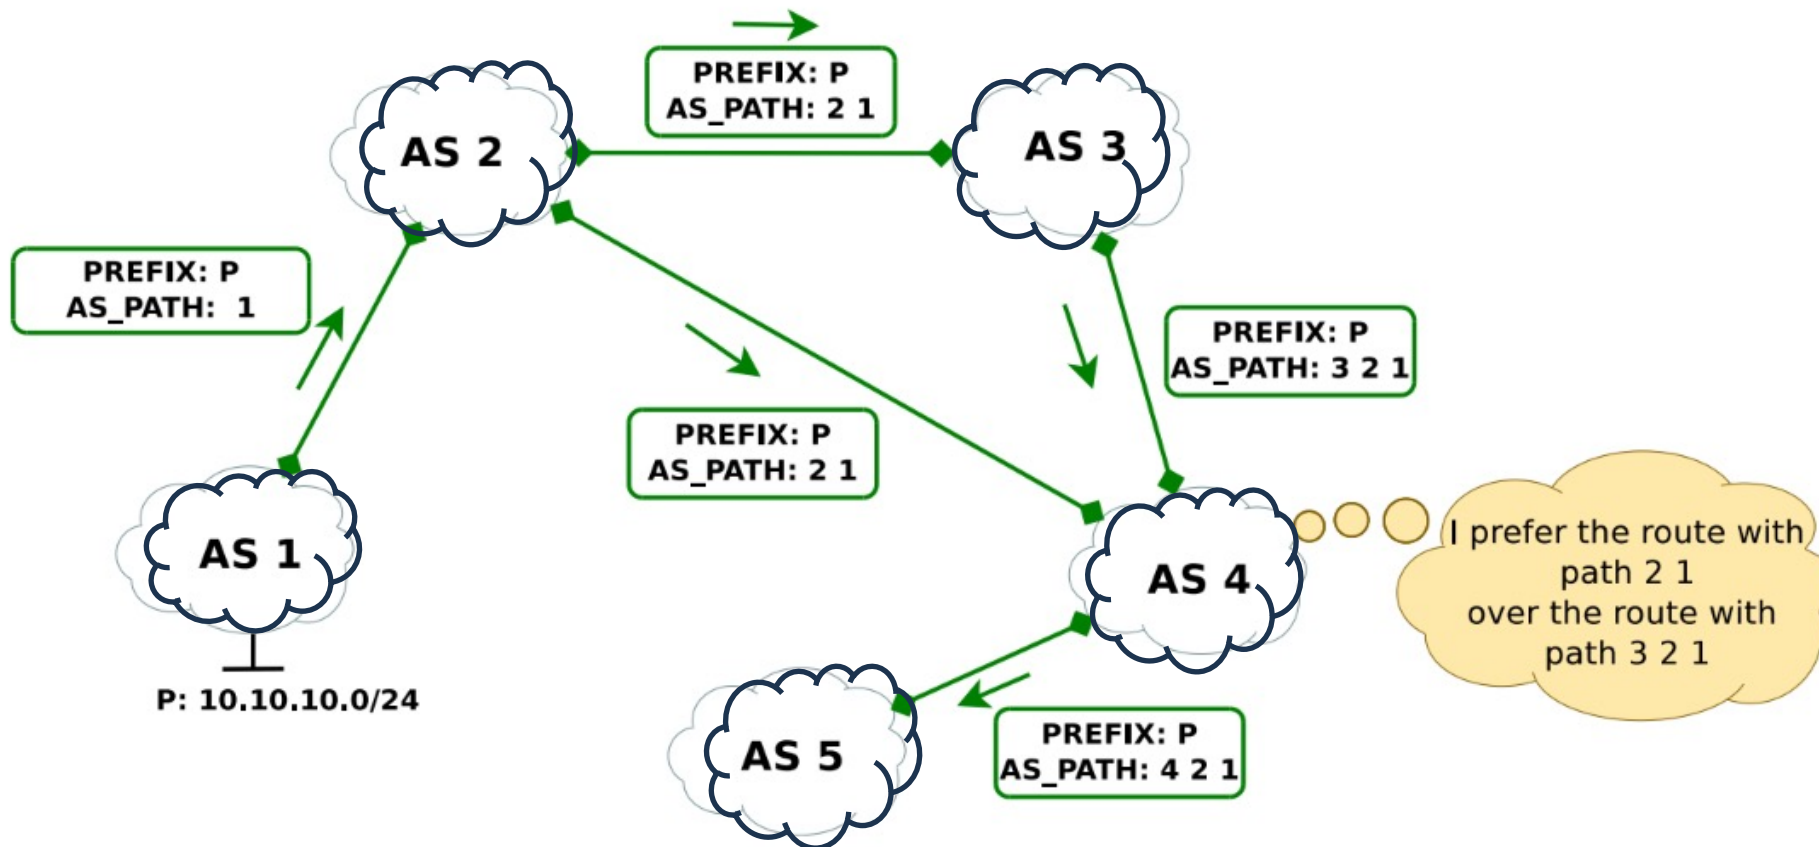 PREFIX: P
AS_PATH: 2 1
AS 2
AS 3
PREFIX: P
AS_PATH: 1
PREFIX: P
AS_PATH: 3 2 1
PREFIX: P
AS_PATH: 2 1
AS 1
P: 10.10.10.0/24
AS 4
I prefer the route with
path 2 1
over the route with
path 3 2 1
AS 5
PREFIX: P
AS_PATH: 4 2 1